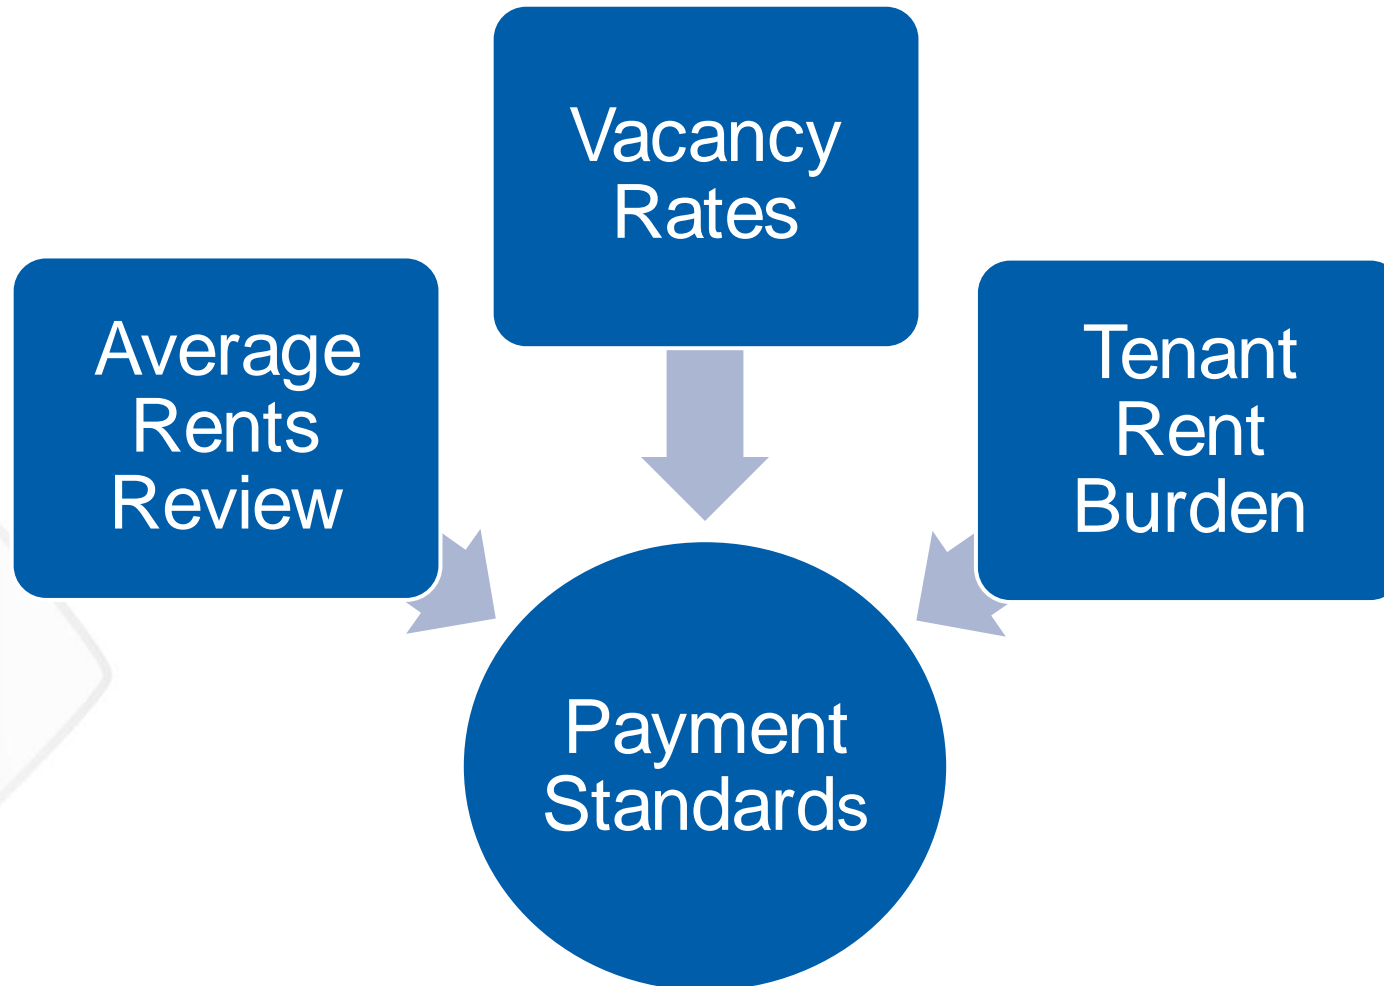 Vacancy
Rates
Average
Rents
Review
Tenant
Rent
Burden
Payment
Standards